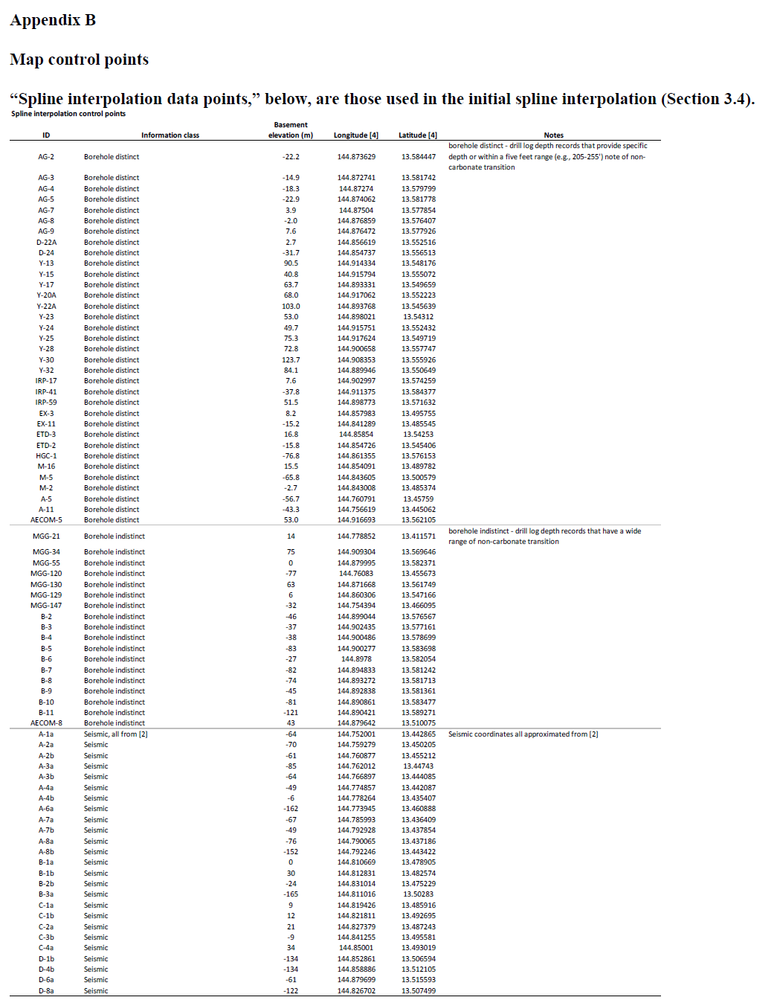 Appendix B
Map control points
“Spline interpolation data points,” below, are those used in the initial spline interpolation (Section 3.4).
Spline interpolation control points
ID Information class Basement elevation (m) Longitude [4] Latitude [4] Notes
AG-2 Borehole distinct -22.2 144.873629 13.584447 borehole distinct - drill log depth records that provide specific
depth or within a five feet range (e.g., 205-255') note of non-
carbonate transition
AG-3 Borehole distinct -14.9 144.872741 13.581742
AG-4 Borehole distinct -18.3 144.87274 13.579799
AG-5 Borehole distinct -22.9 144.874062 13.581778
AG-7 Borehole distinct 3.9 144.87504 13.577854
AG-8 Borehole distinct -2.0 144.876859 13.576407
AG-9 Borehole distinct 7.6 144.876472 13.577926
D-22A Borehole distinct 2.7 144.856619 13.552516
D-24 Borehole distinct -31.7 144.854737 13.556513
Y-13 Borehole distinct 90.5 144.914334 13.548176
Y-15 Borehole distinct 40.8 144.915794 13.555072
Y-17 Borehole distinct 63.7 144.893331 13.549659
Y-20A Borehole distinct 68.0 144.917062 13.552223
Y-22A Borehole distinct 103.0 144.893768 13.545639
Y-23 Borehole distinct 53.0 144.898021 13.54312
Y-24 Borehole distinct 49.7 144.915751 13.552432
Y-25 Borehole distinct 75.3 144.917624 13.549719
Y-28 Borehole distinct 72.8 144.900658 13.557747
Y-30 Borehole distinct 123.7 144.908353 13.555926
Y-32 Borehole distinct 84.1 144.889946 13.550649
IRP-17 Borehole distinct 7.6 144.902997 13.574259
IRP-41 Borehole distinct -37.8 144.911375 13.584377
IRP-59 Borehole distinct 51.5 144.898773 13.571632
EX-3 Borehole distinct 8.2 144.857983 13.495755
EX-11 Borehole distinct -15.2 144.841289 13.485545
ETD-3 Borehole distinct 16.8 144.85854 13.54253
ETD-2 Borehole distinct -15.8 144.854726 13.545406
HGC-1 Borehole distinct -76.8 144.861355 13.576153
M-16 Borehole distinct 15.5 144.854091 13.489782
M-5 Borehole distinct -65.8 144.843605 13.500579
M-2 Borehole distinct -2.7 144.843008 13.485374
A-5 Borehole distinct -56.7 144.760791 13.45759
A-11 Borehole distinct -43.3 144.756619 13.445062
AECOM-5 Borehole distinct 53.0 144.916693 13.562105
MGG-21 Borehole indistinct 14 144.778852 13.411571 borehole indistinct - drill log depth records that have a wide
range of non-carbonate transition
MGG-34 Borehole indistinct 75 144.909304 13.569646
MGG-55 Borehole indistinct 0 144.879995 13.582371
MGG-120 Borehole indistinct -77 144.76083 13.455673
MGG-130 Borehole indistinct 63 144.871668 13.561749
MGG-129 Borehole indistinct 6 144.860306 13.547166
MGG-147 Borehole indistinct -32 144.754394 13.466095
B-2 Borehole indistinct -46 144.899044 13.576567
B-3 Borehole indistinct -37 144.902435 13.577161
B-4 Borehole indistinct -38 144.900486 13.578699
B-5 Borehole indistinct -83 144.900277 13.583698
B-6 Borehole indistinct -27 144.8978 13.582054
B-7 Borehole indistinct -82 144.894833 13.581242
B-8 Borehole indistinct -74 144.893272 13.581713
B-9 Borehole indistinct -45 144.892838 13.581361
B-10 Borehole indistinct -81 144.890861 13.583477
B-11 Borehole indistinct -121 144.890421 13.589271
AECOM-8 Borehole indistinct 43 144.879642 13.510075
A-1a Seismic, all from [2] -64 144.752001 13.442865 Seismic coordinates all approximated from [2]
A-2a Seismic -70 144.759279 13.450205
A-2b Seismic -61 144.760877 13.455212
A-3a Seismic -85 144.762012 13.44743
A-3b Seismic -64 144.766897 13.444085
A-4a Seismic -49 144.774857 13.442087
A-4b Seismic -6 144.778264 13.435407
A-6a Seismic -162 144.773945 13.460888
A-7a Seismic -67 144.785993 13.436409
A-7b Seismic -49 144.792928 13.437854
A-8a Seismic -76 144.790065 13.437186
A-8b Seismic -152 144.792246 13.443422
B-1a Seismic 0 144.810669 13.478905
B-1b Seismic 30 144.812831 13.482574
B-2b Seismic -24 144.831014 13.475229
B-3a Seismic -165 144.811016 13.50283
C-1a Seismic 9 144.819426 13.485916
C-1b Seismic 12 144.821811 13.492695
C-2a Seismic 21 144.827379 13.487243
C-3b Seismic -9 144.841255 13.495581
C-4a Seismic 34 144.85001 13.493019
D-1b Seismic -134 144.852861 13.506594
D-4b Seismic -134 144.858886 13.512105
D-6a Seismic -61 144.879699 13.515593
D-8a Seismic -122 144.826702 13.507499